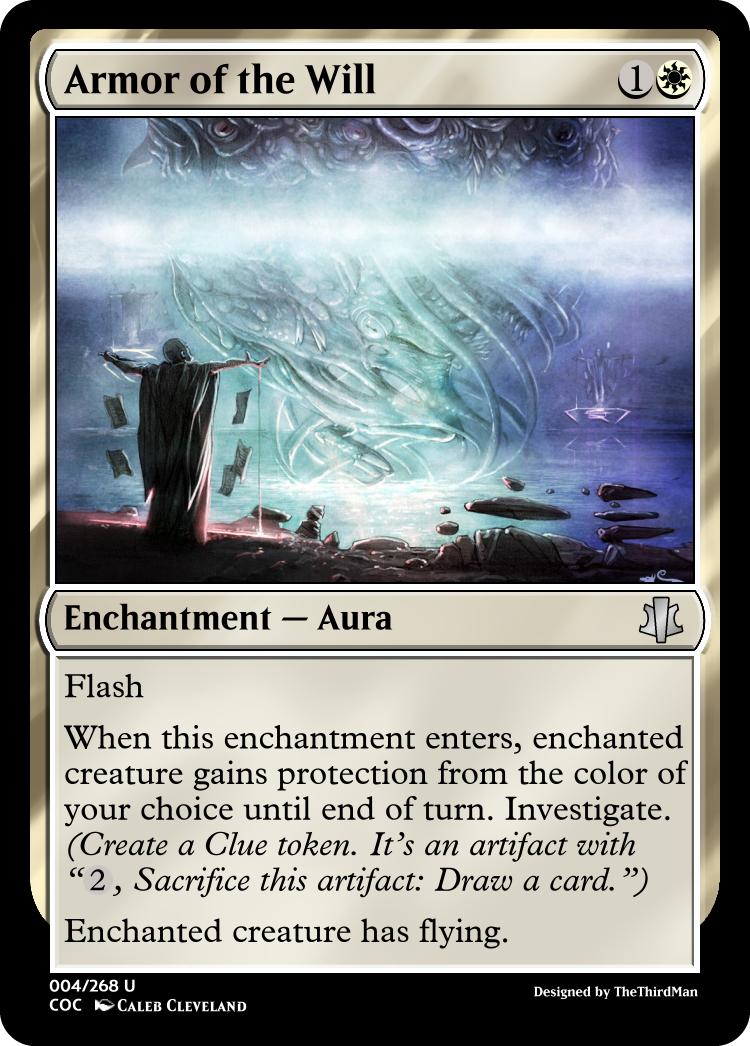 Armor of the Will 1
Enchantment — Aura
Flash
When this enchantment enters, enchanted
creature gains protection from the color of
your choice until end of turn. Investigate.
(Create a Clue token. It's an artifact with
“2, Sacrifice this artifact: Draw a card.”)
Enchanted creature has flying.
004/268 U
COC Caleb Cleveland
Designed by TheThirdMan